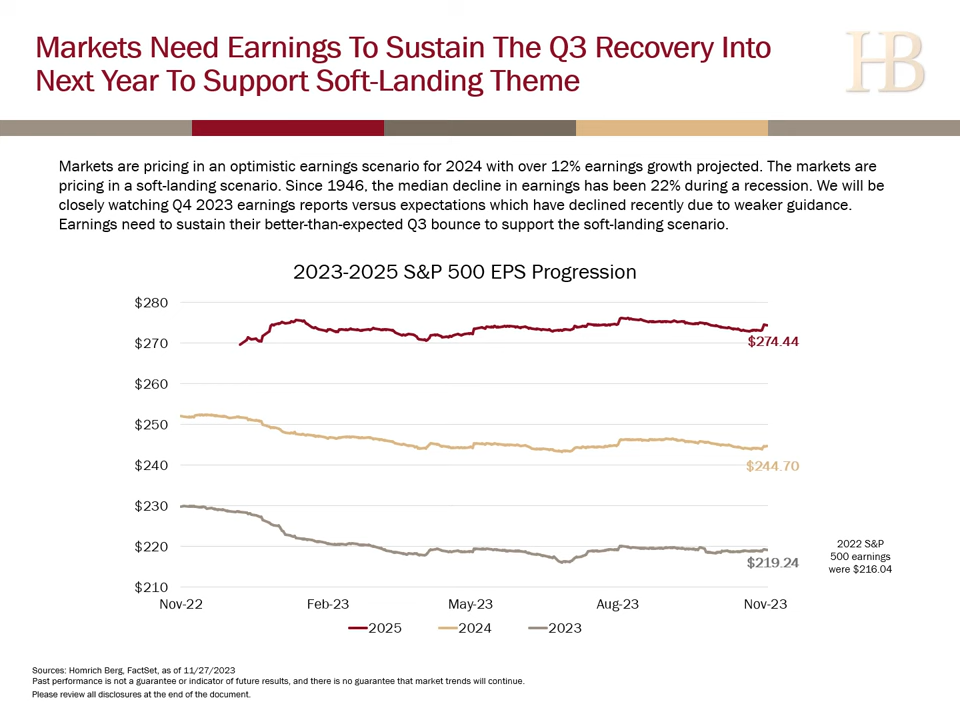 Markets Need Earnings To Sustain The Q3 Recovery Into
Next Year To Support Soft-Landing Theme
HB
Markets are pricing in an optimistic earnings scenario for 2024 with over 12% earnings growth projected. The markets are
pricing in a soft-landing scenario. Since 1946, the median decline in earnings has been 22% during a recession. We will be
closely watching Q4 2023 earnings reports versus expectations which have declined recently due to weaker guidance.
Earnings need to sustain their better-than-expected Q3 bounce to support the soft-landing scenario.
2023-2025 S&P 500 EPS Progression
$280
$270
$260
$250
$240
$230
$220
$210
$274.44
$244.70
$219.24
Nov-22 Feb-23 May-23 Aug-23 Nov-23
2025 2024 2023
2022 S&P
500 earnings
were $216.04
Sources: Homrich Berg, FactSet, as of 11/27/2023
Past performance is not a guarantee or indicator of future results, and there is no guarantee that market trends will continue.
Please review all disclosures at the end of the document.